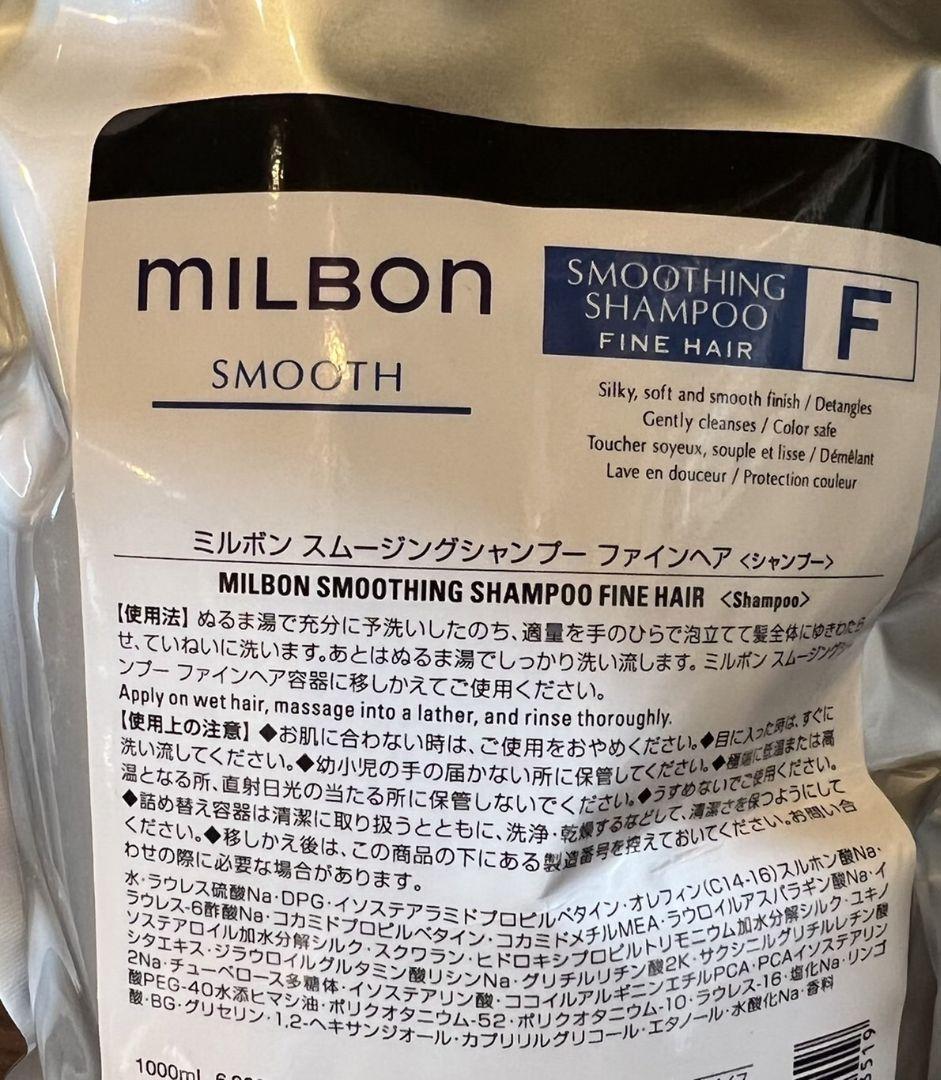 MILBON
SMOOTH
SMOOTHING
SHAMPOO
FINE HAIR
F
Silky, soft and smooth finish / Detangles
Gently cleanses / Color safe
Toucher soyeux, souple et lisse / Démêlant
Lave en douceur / Protection couleur
ミルボン スムージングシャンプー ファインヘア <シャンプー>
MILBON SMOOTHING SHAMPOO FINE HAIR <Shampoo>
【使用法】ぬるま湯で充分に予洗いしたのち、適量を手のひらで泡立てて髪全体にゆきわたら
せ、ていねいに洗います。あとはぬるま湯でしっかり洗い流します。ミルボン スムージングシャ
ンプー ファインヘア容器に移しかえてご使用ください。
Apply on wet hair, massage into a lather, and rinse thoroughly.
【使用上の注意】◆お肌に合わない時は、ご使用をおやめください。◆目に入った時は、すぐに
洗い流してください。◆幼小児の手の届かない所に保管してください。◆極端に低温または高
温となる所、直射日光の当たる所に保管しないでください。◆うすめないでご使用ください。
◆詰め替え容器は清潔に取り扱うとともに、洗浄・乾燥するなどして、清潔さを保つようにして
ください。◆移しかえ後は、この商品の下にある製造番号を控えておいてください。お問い合
わせの際に必要な場合があります。
水・ラウレス硫酸Na・DPG・イソステアラミドプロピルベタイン・オレフィン(C14-16)スルホン酸Na・
ラウレス-6酢酸Na・コカミドプロピルベタイン・コカミドメチルMEA・ラウロイルアスパラギン酸Na・イ
ソステアロイル加水分解シルク・スクワラン・ヒドロキシプロピルトリモニウム加水分解シルク・ユキノ
シタエキス・ジラウロイルグルタミン酸リシンNa・グリチルリチン酸2K・サクシニルグリチルレチン酸
2Na・チューベロース多糖体・イソステアリン酸・ココイルアルギニンエチルPCA・PCAイソステアリン
酸PEG-40水添ヒマシ油・ポリクオタニウム-52・ポリクオタニウム-10・ラウレス-16・塩化Na・リンゴ
酸・BG・グリセリン・1,2-ヘキサンジオール・カプリリルグリコール・エタノール・水酸化Na・香料
1000mL